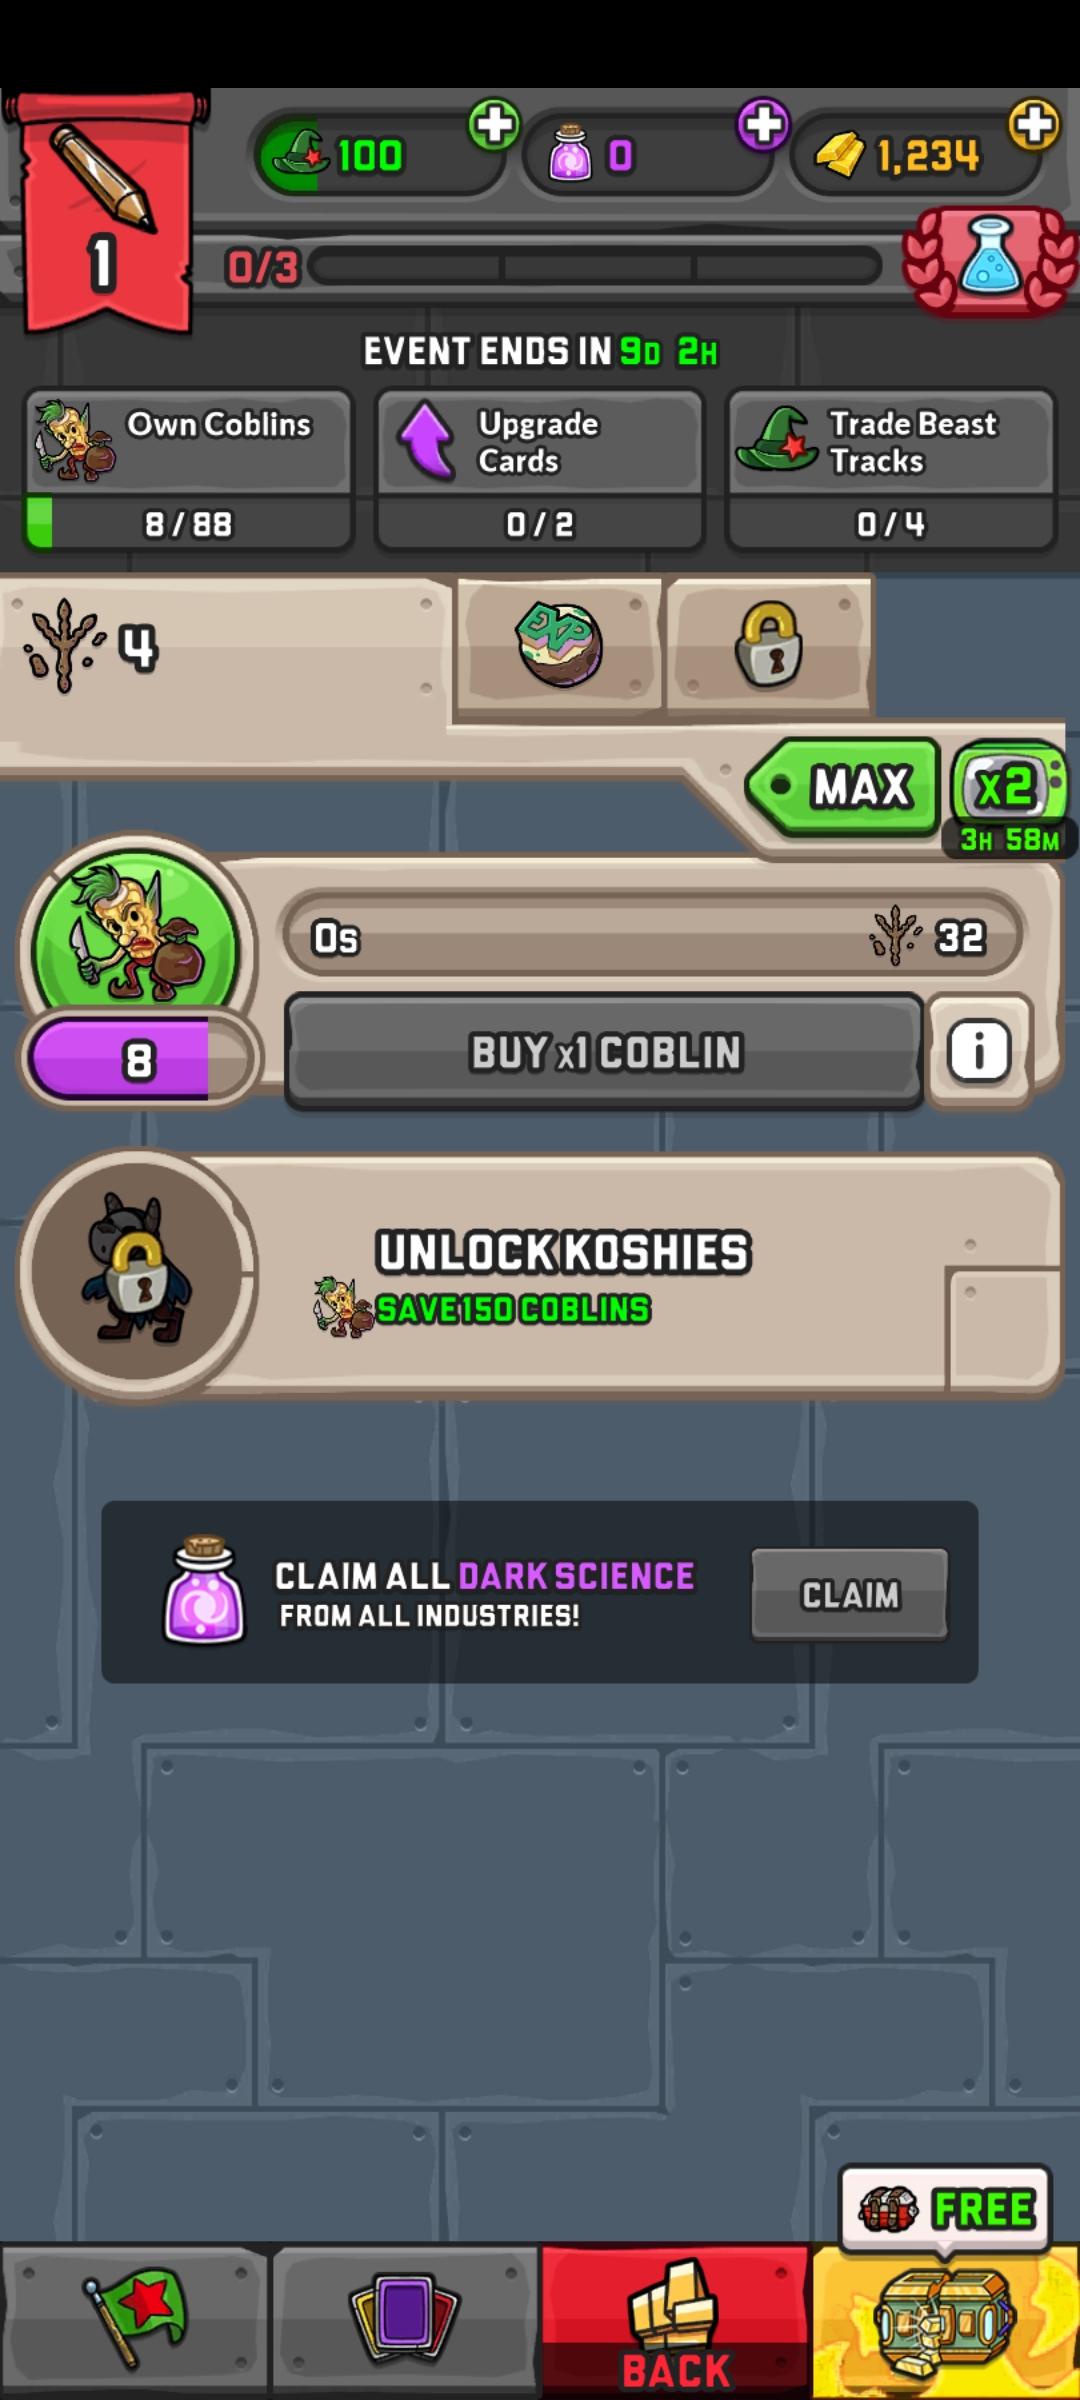 100
0
1,234
1
0/3
EVENT ENDS IN 9D 2H
Own Coblins
8/88
Upgrade
Cards
0/2
Trade Beast
Tracks
0/4
4
EXP
MAX
x2
3H 58M
0s
32
8
BUY x1 COBLIN
i
UNLOCK KOSHIES
SAVE 150 COBLINS
CLAIM ALL DARK SCIENCE
FROM ALL INDUSTRIES!
CLAIM
FREE
BACK